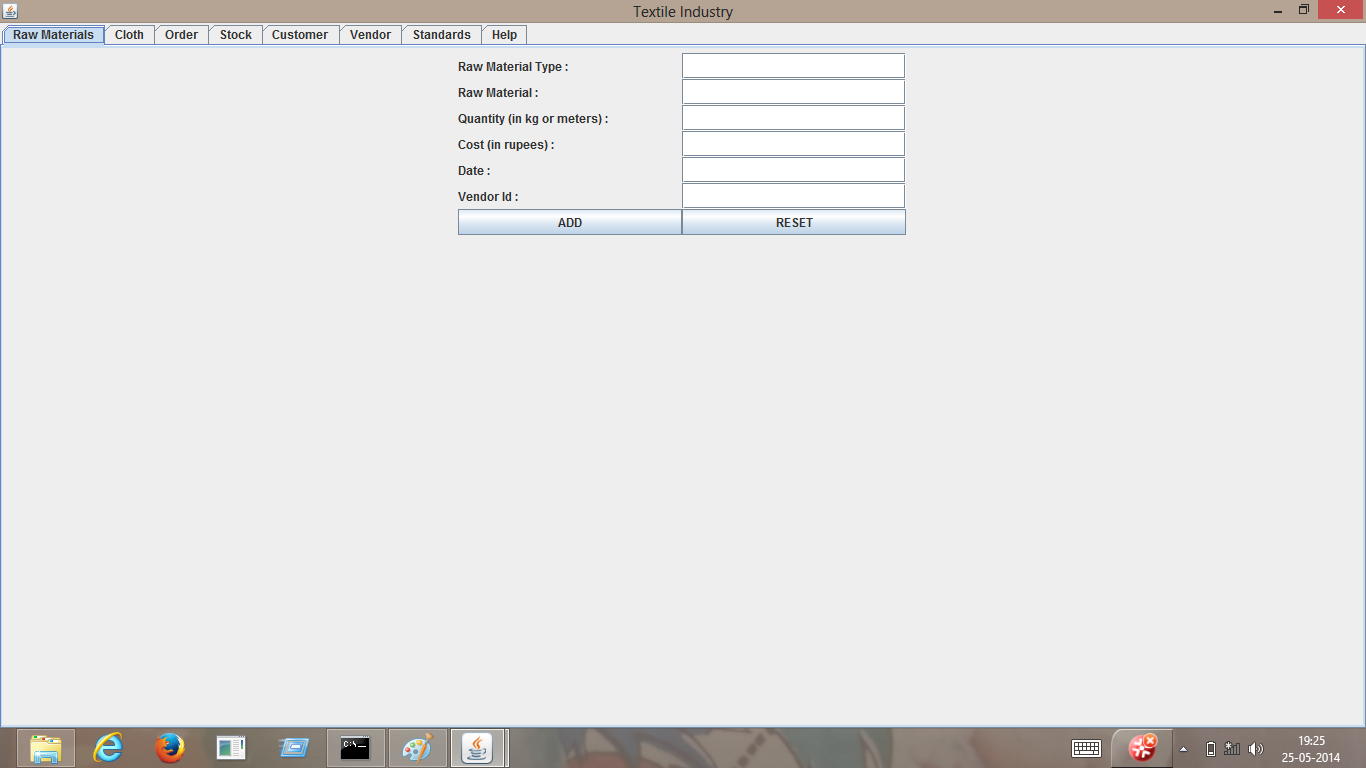 Textile Industry
Raw Materials Cloth Order Stock Customer Vendor Standards Help
Raw Material Type :
Raw Material :
Quantity (in kg or meters) :
Cost (in rupees) :
Date :
Vendor Id :
ADD RESET
C:\
19:25
25-05-2014